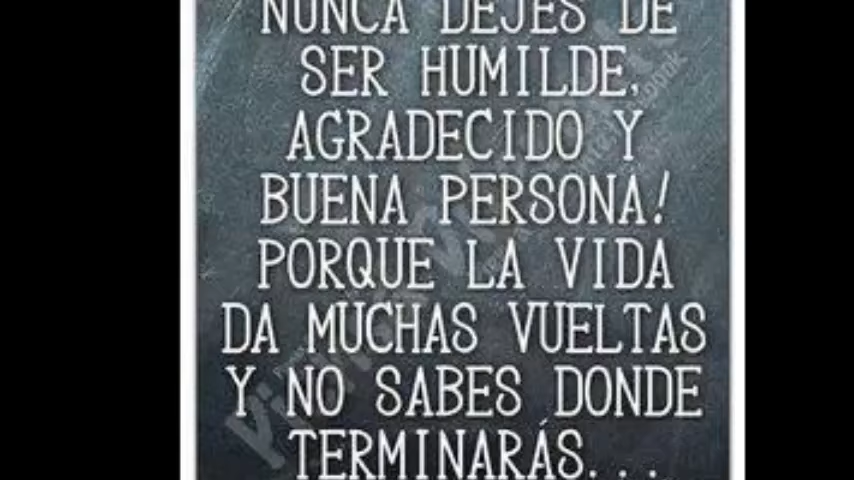 NUNCA DEJES DE
SER HUMILDE,
AGRADECIDO Y
BUENA PERSONA!
PORQUE LA VIDA
DA MUCHAS VUELTAS
Y NO SABES DONDE
TERMINARÁS...